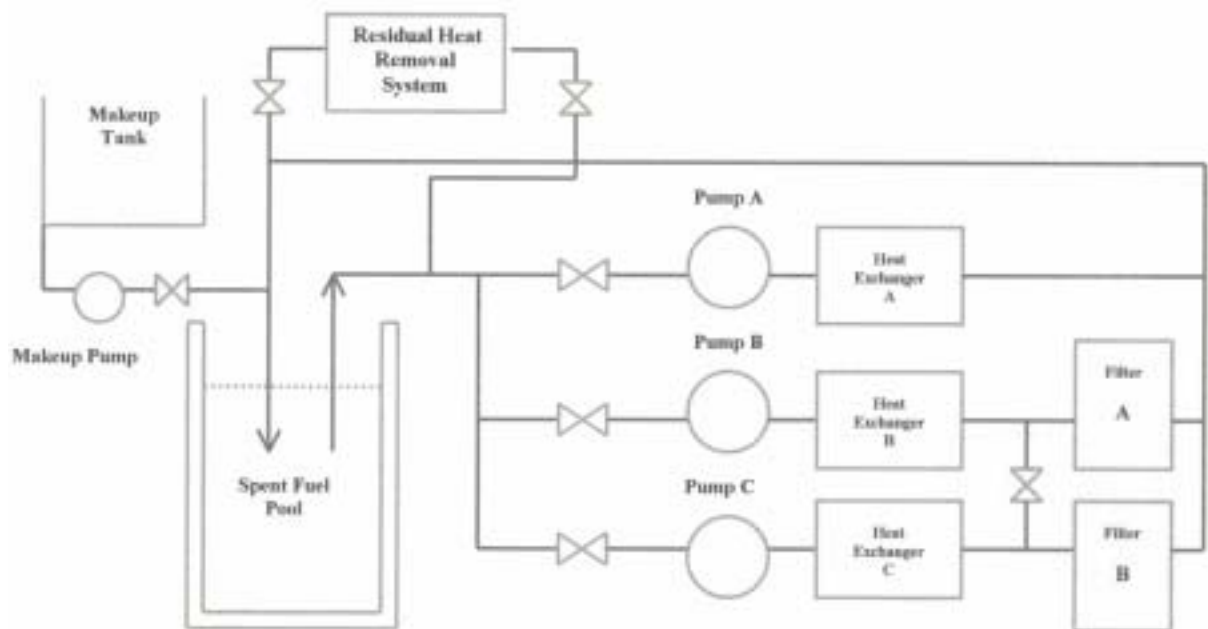 Residual Heat
Removal
System
Makeup
Tank
Pump A
Heat
Exchanger
A
Makeup Pump
Pump B
Heat
Exchanger
B
Filter
A
Spent Fuel
Pool
Pump C
Heat
Exchanger
C
Filter
B